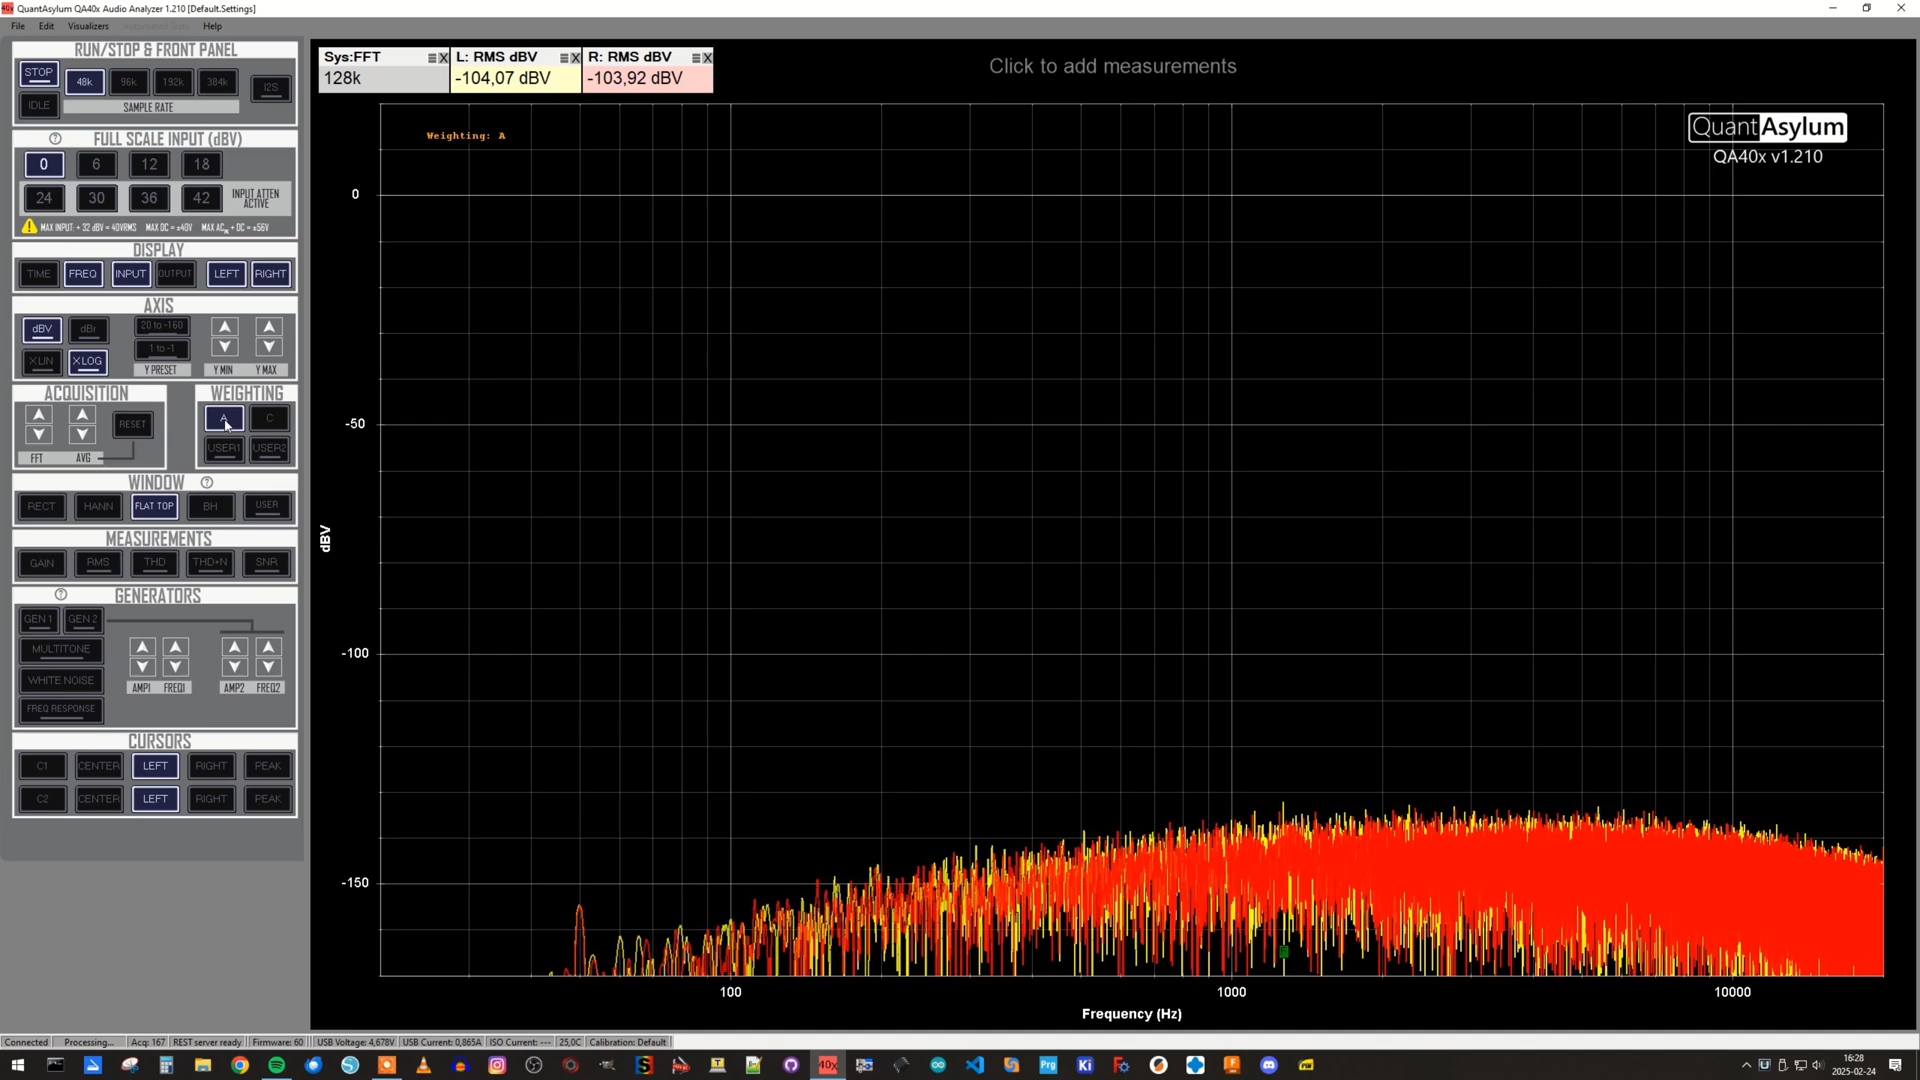 QuantAsylum QA40x Audio Analyzer 1.210 [Default.Settings]
File Edit Visualizers Automated Tests Help
RUN/STOP & FRONT PANEL
STOP 48k 96k 192k 384k I2S
IDLE SAMPLE RATE
FULL SCALE INPUT (dBV)
0 6 12 18
24 30 36 42 INPUT ATTEN ACTIVE
MAX INPUT: + 32 dBV = 40VRMS MAX DC = ±40V MAX ACPK + DC = ±56V
DISPLAY
TIME FREQ INPUT OUTPUT LEFT RIGHT
AXIS
dBV dBr 20 to -160
XLIN XLOG 1 to -1
Y PRESET Y MIN Y MAX
ACQUISITION
RESET
FFT AVG
WEIGHTING
A C
USER1 USER2
WINDOW
RECT HANN FLAT TOP BH USER
MEASUREMENTS
GAIN RMS THD THD+N SNR
GENERATORS
GEN 1 GEN 2
MULTITONE
WHITE NOISE
FREQ RESPONSE
AMP1 FREQ1 AMP2 FREQ2
CURSORS
C1 CENTER LEFT RIGHT PEAK
C2 CENTER LEFT RIGHT PEAK
Sys:FFT
128k
L: RMS dBV
-104,07 dBV
R: RMS dBV
-103,92 dBV
Click to add measurements
Weighting: A
QuantAsylum
QA40x v1.210
0
-50
-100
-150
dBV
100 1000 10000
Frequency (Hz)
Connected Processing... Acq: 167 REST server ready Firmware: 60 USB Voltage: 4,678V USB Current: 0,865A ISO Current: --- 25,0C Calibration: Default
16:28
2025-02-24